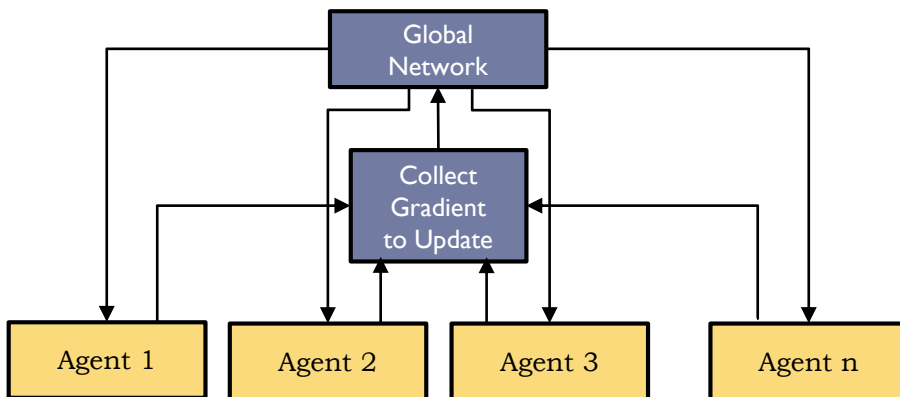 Global
Network
Collect
Gradient
to Update
Agent 1
Agent 2
Agent 3
Agent n